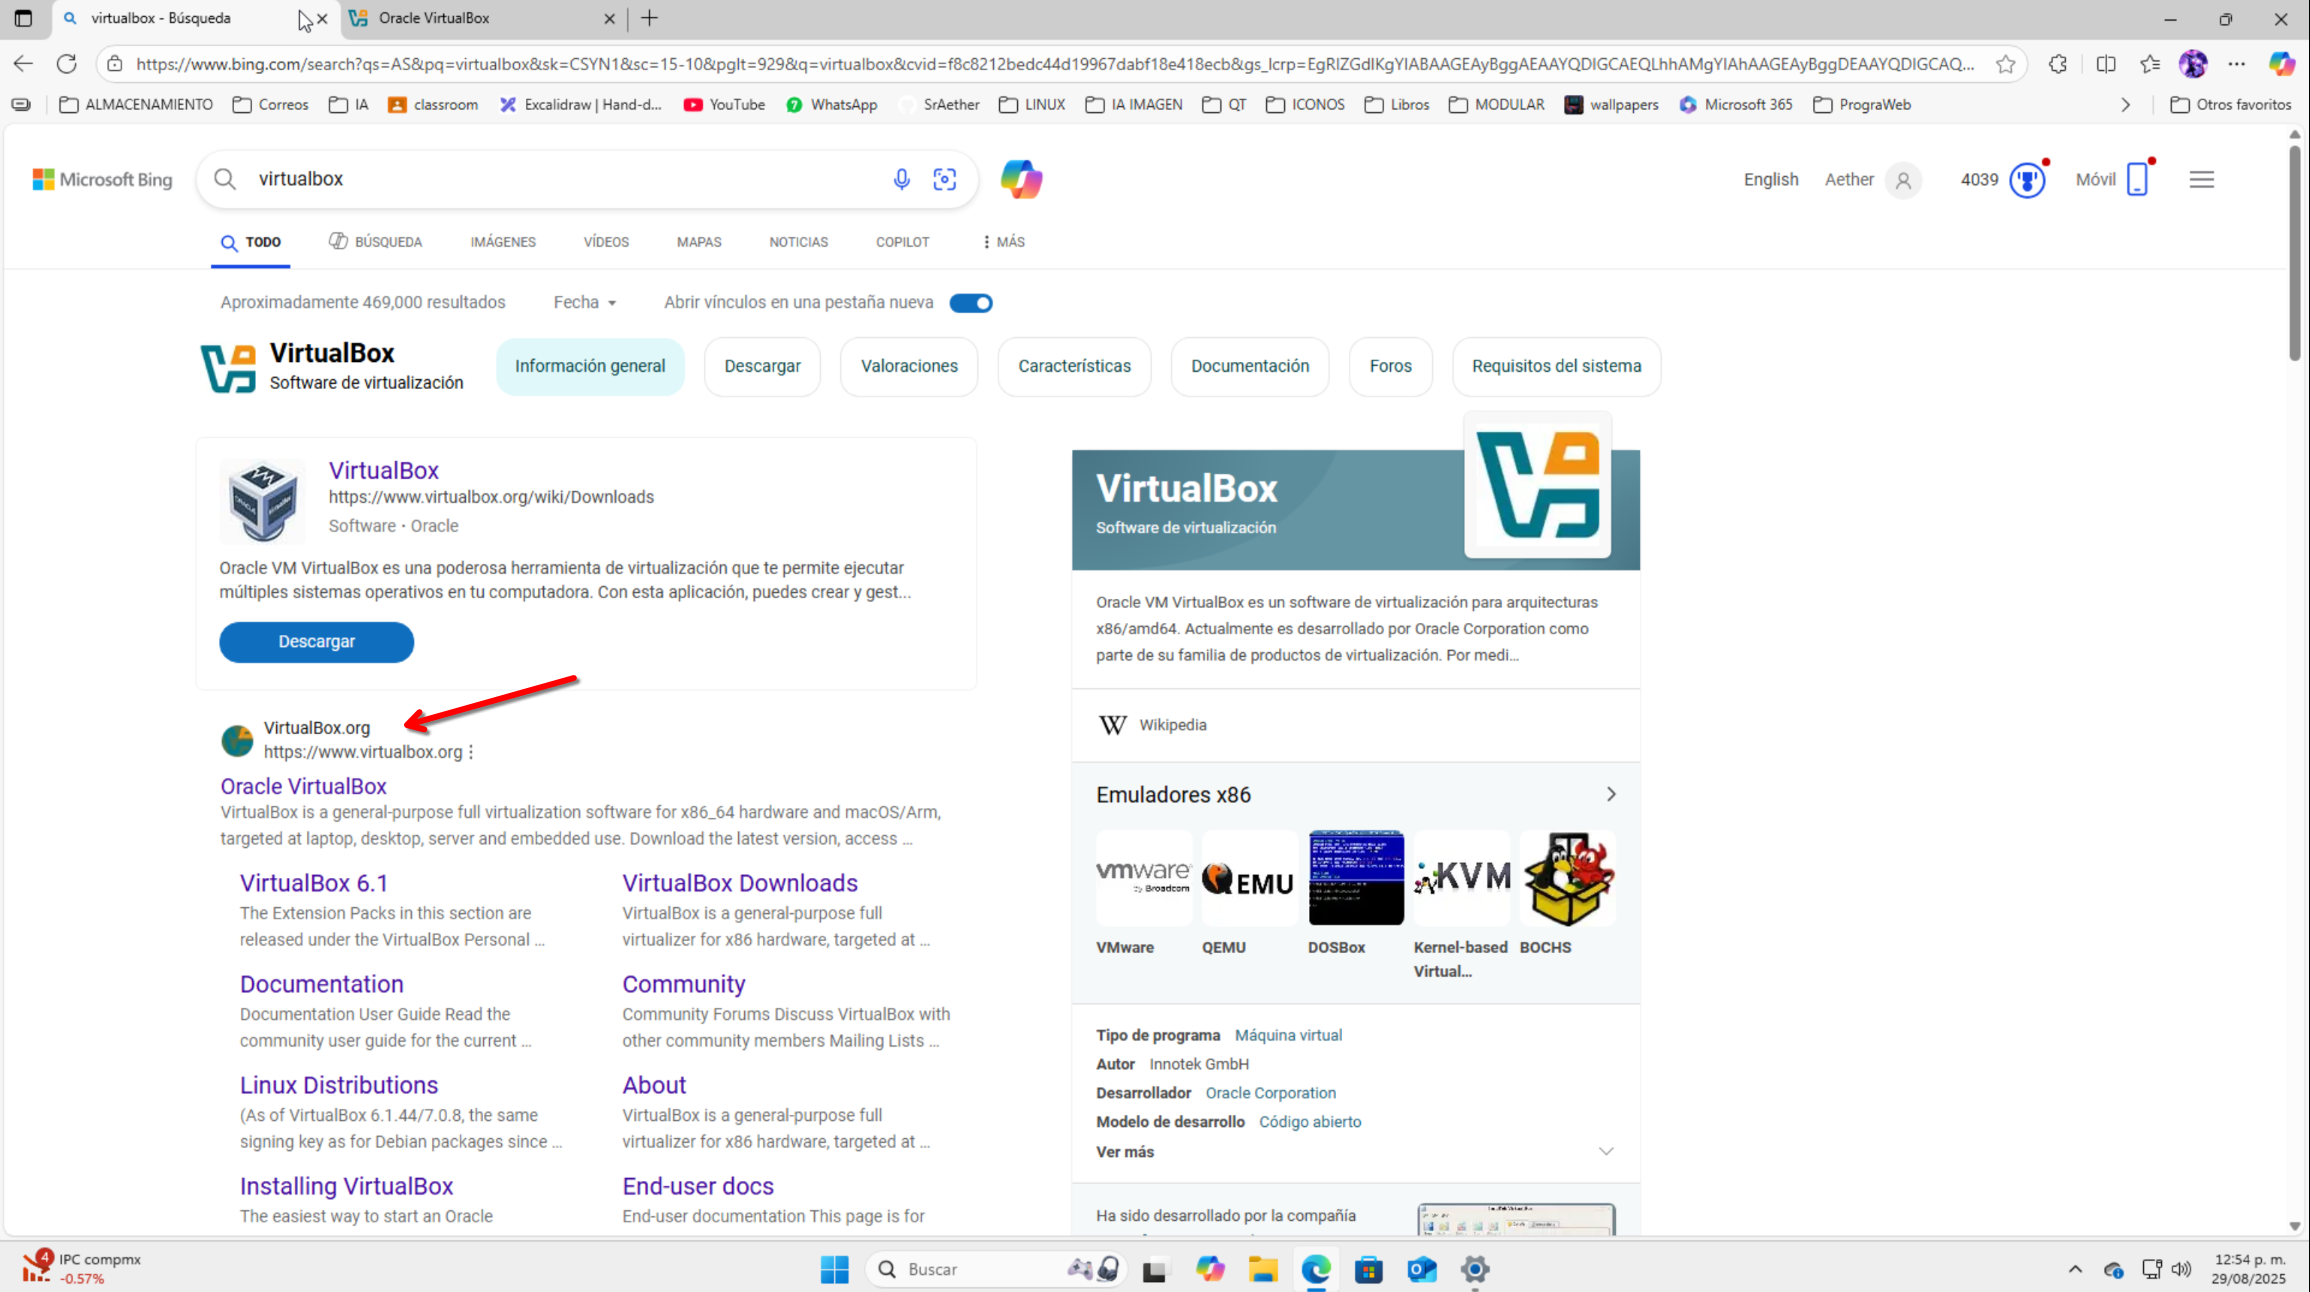 virtualbox - Búsqueda
Oracle VirtualBox
https://www.bing.com/search?qs=AS&pq=virtualbox&sk=CSYN1&sc=15-10&pglt=929&q=virtualbox&cvid=f8c8212bedc44d19967dabf18e418ecb&gs_lcrp=EgRlZGdlKgYIABAAGEAyBggAEAAYQDIGCAEQLhhAMgYIAhAAGEAyBggDEAAYQDIGCAQ...
ALMACENAMIENTO
Correos
IA
classroom
Excalidraw | Hand-d...
YouTube
WhatsApp
SrAether
LINUX
IA IMAGEN
QT
ICONOS
Libros
MODULAR
wallpapers
Microsoft 365
PrograWeb
Otros favoritos
Microsoft Bing
virtualbox
English
Aether
4039
Móvil
TODO
BÚSQUEDA
IMÁGENES
VÍDEOS
MAPAS
NOTICIAS
COPILOT
MÁS
Aproximadamente 469,000 resultados
Fecha
Abrir vínculos en una pestaña nueva
VirtualBox
Software de virtualización
Información general
Descargar
Valoraciones
Características
Documentación
Foros
Requisitos del sistema
VirtualBox
https://www.virtualbox.org/wiki/Downloads
Software · Oracle
Oracle VM VirtualBox es una poderosa herramienta de virtualización que te permite ejecutar
múltiples sistemas operativos en tu computadora. Con esta aplicación, puedes crear y gest...
Descargar
VirtualBox.org
https://www.virtualbox.org
Oracle VirtualBox
VirtualBox is a general-purpose full virtualization software for x86_64 hardware and macOS/Arm,
targeted at laptop, desktop, server and embedded use. Download the latest version, access ...
VirtualBox 6.1
The Extension Packs in this section are
released under the VirtualBox Personal ...
VirtualBox Downloads
VirtualBox is a general-purpose full
virtualizer for x86 hardware, targeted at ...
Documentation
Documentation User Guide Read the
community user guide for the current ...
Community
Community Forums Discuss VirtualBox with
other community members Mailing Lists ...
Linux Distributions
(As of VirtualBox 6.1.44/7.0.8, the same
signing key as for Debian packages since ...
About
VirtualBox is a general-purpose full
virtualizer for x86 hardware, targeted at ...
Installing VirtualBox
The easiest way to start an Oracle
End-user docs
End-user documentation This page is for
VirtualBox
Software de virtualización
Oracle VM VirtualBox es un software de virtualización para arquitecturas
x86/amd64. Actualmente es desarrollado por Oracle Corporation como
parte de su familia de productos de virtualización. Por medi...
W Wikipedia
Emuladores x86
vmware
by Broadcom
QEMU
KVM
VMware
QEMU
DOSBox
Kernel-based
Virtual...
BOCHS
Tipo de programa Máquina virtual
Autor Innotek GmbH
Desarrollador Oracle Corporation
Modelo de desarrollo Código abierto
Ver más
Ha sido desarrollado por la compañía
4
IPC compmx
-0.57%
Buscar
12:54 p. m.
29/08/2025